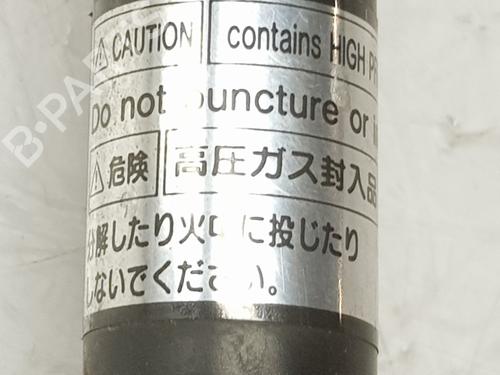 ⚠ CAUTION contains HIGH
Do not puncture or
⚠ 危険 高圧ガス封入品
分解したり火中に投じたり
しないでください。
B-PARTS